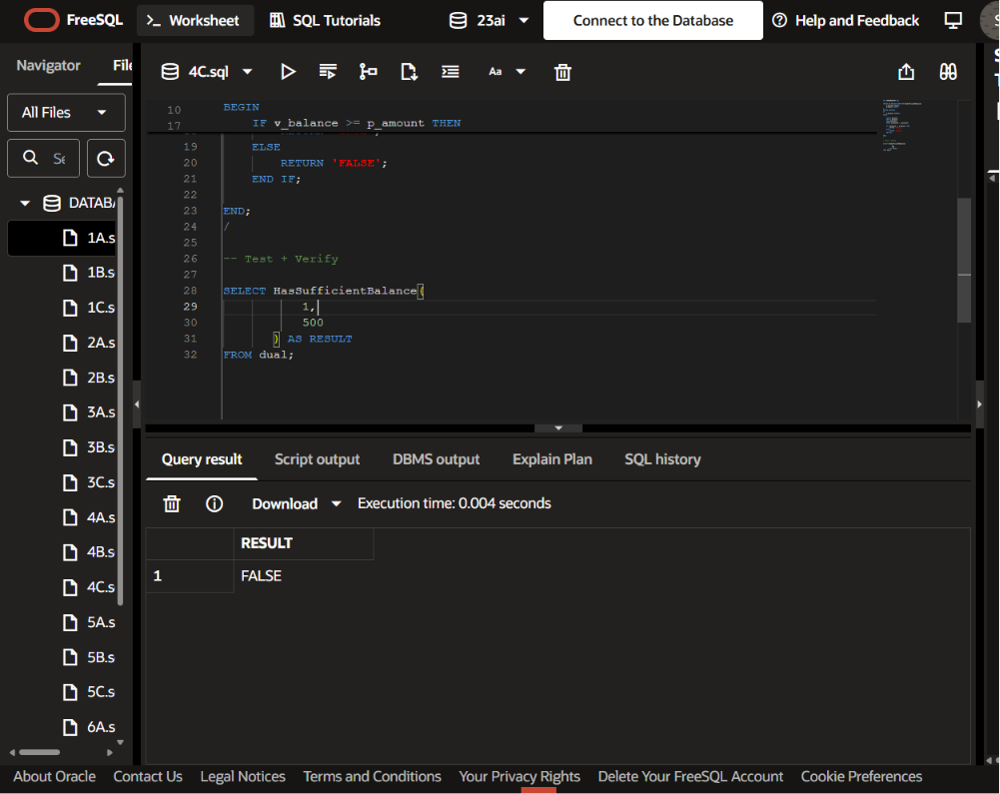 FreeSQL
Worksheet
SQL Tutorials
23ai
Connect to the Database
Help and Feedback
Navigator
File
4C.sql
Aa
All Files
10 BEGIN
17 IF v_balance >= p_amount THEN
19 ELSE
20 RETURN 'FALSE';
21 END IF;
22
23 END;
24 /
25
26 -- Test + Verify
27
28 SELECT HasSufficientBalance(
29 1,
30 500
31 ) AS RESULT
32 FROM dual;
DATABA
1A.s
1B.s
1C.s
2A.s
2B.s
3A.s
3B.s
3C.s
4A.s
4B.s
4C.s
5A.s
5B.s
5C.s
6A.s
Query result
Script output
DBMS output
Explain Plan
SQL history
Download
Execution time: 0.004 seconds
RESULT
1 FALSE
About Oracle
Contact Us
Legal Notices
Terms and Conditions
Your Privacy Rights
Delete Your FreeSQL Account
Cookie Preferences